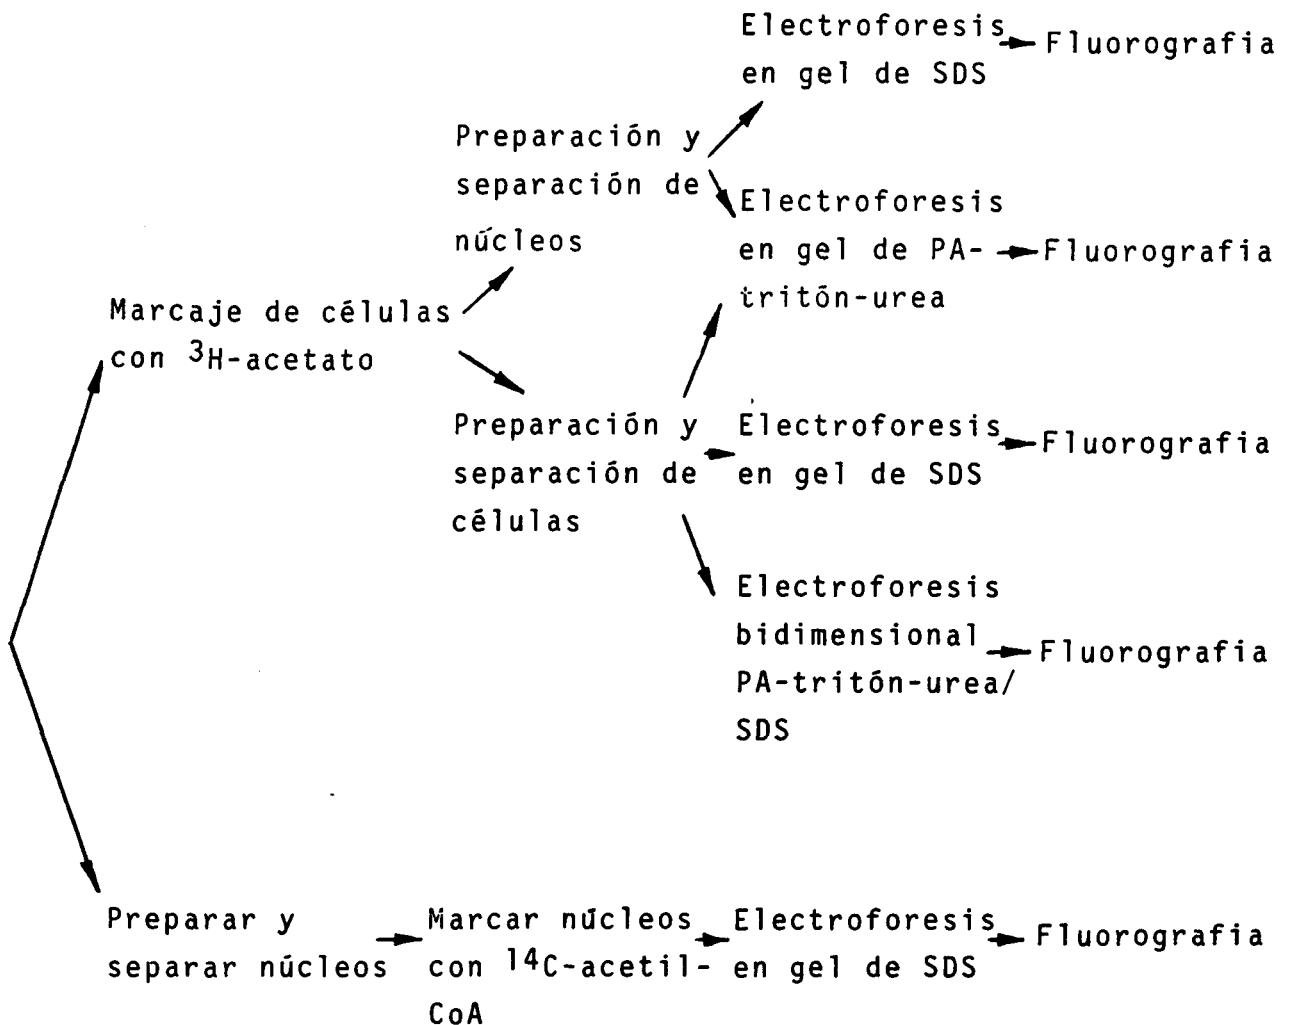 Electroforesis
en gel de SDS
Fluorografia
Preparación y
separación de
núcleos
Electroforesis
en gel de PA-
tritón-urea
Fluorografia
Marcaje de células
con ³H-acetato
Preparación y
separación de
células
Electroforesis
en gel de SDS
Fluorografia
Electroforesis
bidimensional
PA-tritón-urea/
SDS
Fluorografia
Preparar y
separar núcleos
Marcar núcleos
con ¹⁴C-acetil-
CoA
Electroforesis
en gel de SDS
Fluorografia